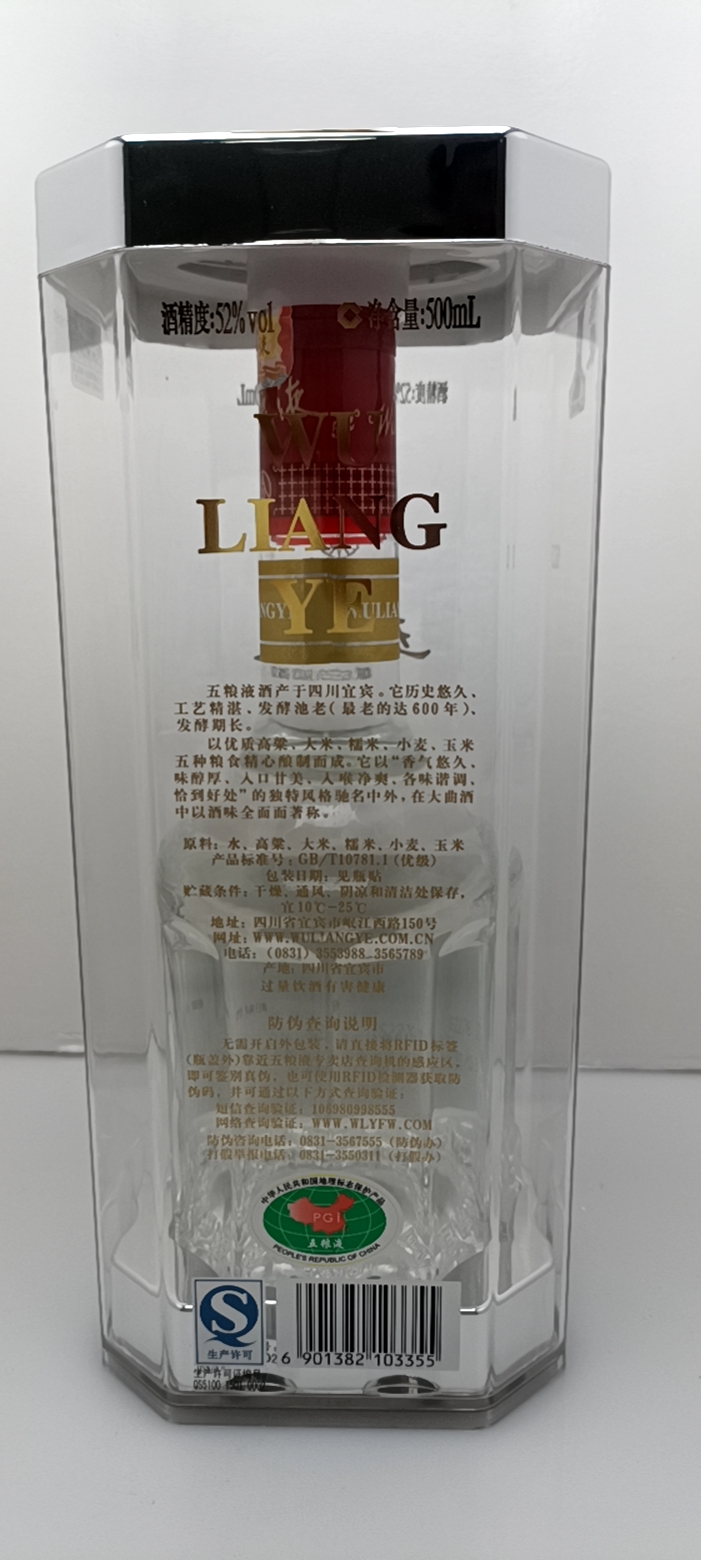 酒精度:52%vol 净含量:500mL
WU
LIANG
YE
五粮液酒产于四川宜宾。它历史悠久、
工艺精湛、发酵池老(最老的达600年)、
发酵期长。
以优质高粱、大米、糯米、小麦、玉米
五种粮食精心酿制而成。它以“香气悠久、
味醇厚、入口甘美、入喉净爽、各味谐调、
恰到好处”的独特风格驰名中外,在大曲酒
中以酒味全面而著称。
原料: 水、高粱、大米、糯米、小麦、玉米
产品标准号:GB/T10781.1(优级)
包装日期: 见瓶贴
贮藏条件: 干燥、通风、阴凉和清洁处保存,
宜10℃-25℃
地址: 四川省宜宾市岷江西路150号
网址: WWW.WULIANGYE.COM.CN
电话: (0831) 3553988 3565789
产地: 四川省宜宾市
过量饮酒有害健康
防伪查询说明
无需开启外包装, 请直接将RFID标签
(瓶盖外)靠近五粮液专卖店查询机的感应区,
即可鉴别真伪, 也可使用RFID检测器获取防
伪码, 并可通过以下方式查询验证:
短信查询验证: 106980998555
网络查询验证: WWW.WLYFW.COM
防伪咨询电话: 0831-3567555 (防伪办)
打假举报电话: 0831-3550311 (打假办)
中华人民共和国地理标志保护产品
PGI
五粮液
PEOPLE'S REPUBLIC OF CHINA
生产许可
6 901382 103355
生产许可证编号
QS5100